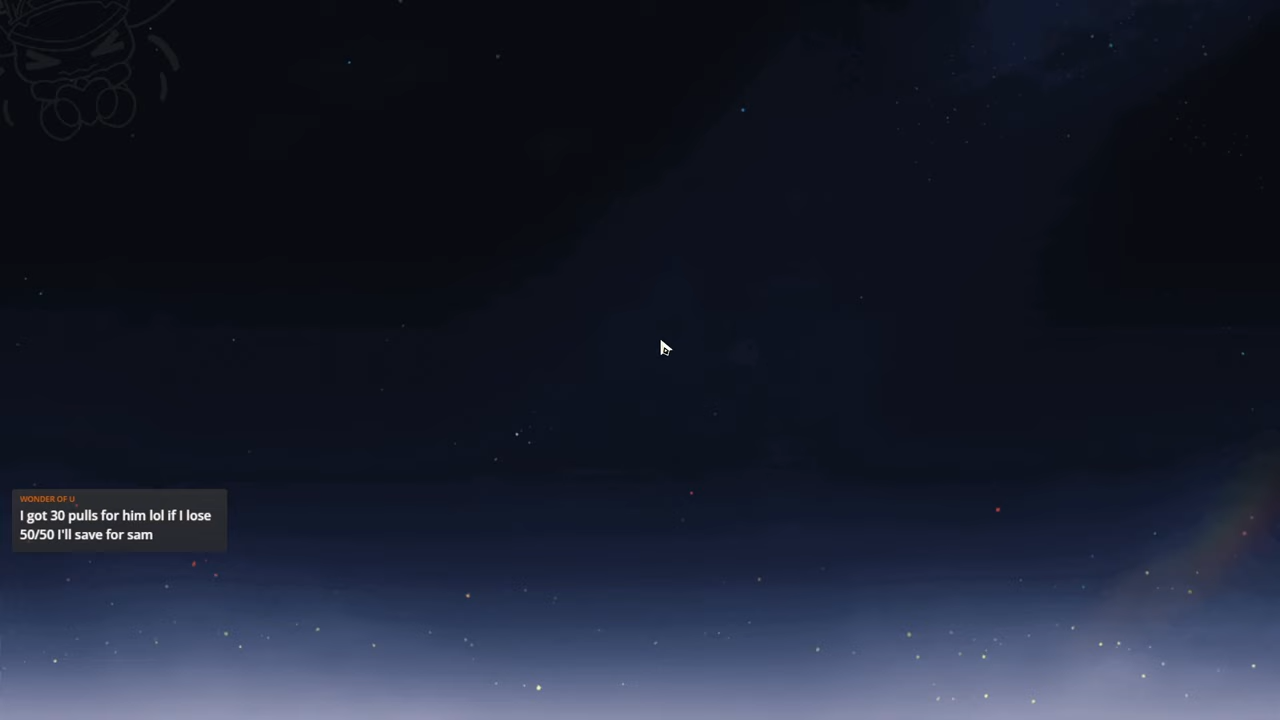 WONDER OF U
I got 30 pulls for him lol if I lose
50/50 I'll save for sam